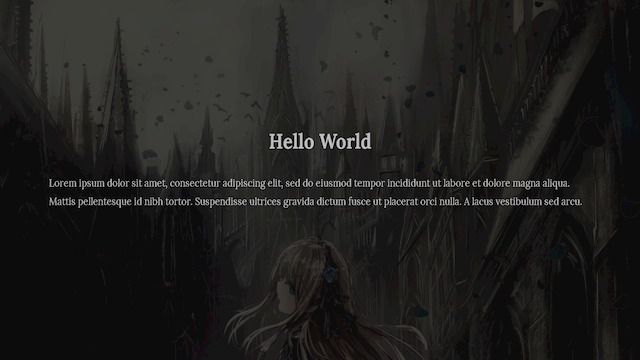 Hello World
Lorem ipsum dolor sit amet, consectetur adipiscing elit, sed do eiusmod tempor incididunt ut labore et dolore magna aliqua.
Mattis pellentesque id nibh tortor. Suspendisse ultrices gravida dictum fusce ut placerat orci nulla. A lacus vestibulum sed arcu.